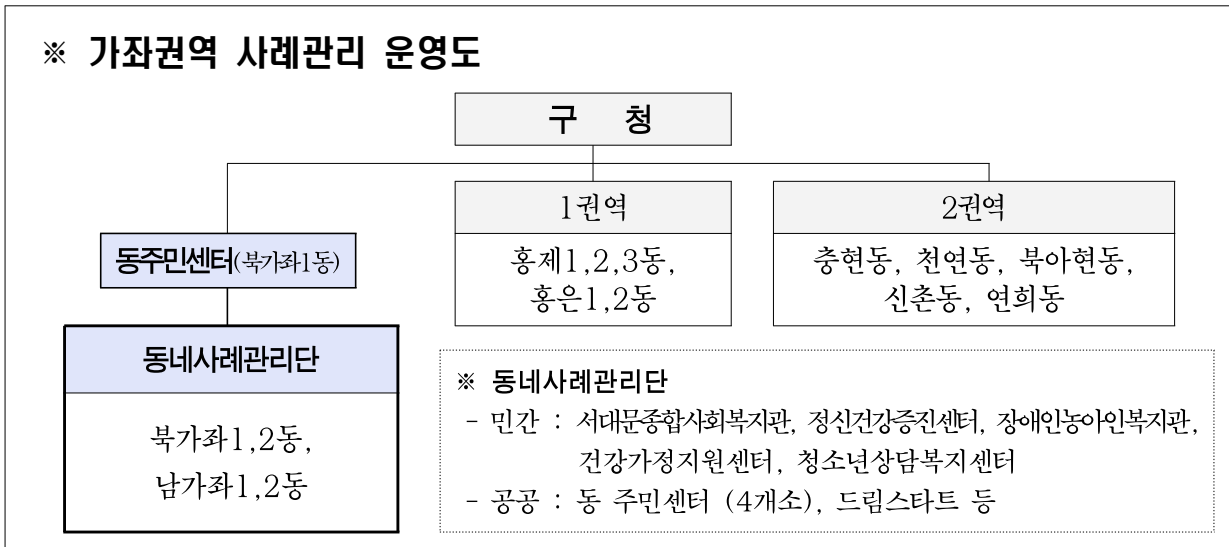 ※ 가좌권역 사례관리 운영도
구 청
동주민센터(북가좌1동)
동네사례관리단
북가좌1,2동,
남가좌1,2동
1권역
홍제1,2,3동,
홍은1,2동
2권역
충현동, 천연동, 북아현동,
신촌동, 연희동
※ 동네사례관리단
- 민간 : 서대문종합사회복지관, 정신건강증진센터, 장애인농아인복지관,
건강가정지원센터, 청소년상담복지센터
- 공공 : 동 주민센터 (4개소), 드림스타트 등